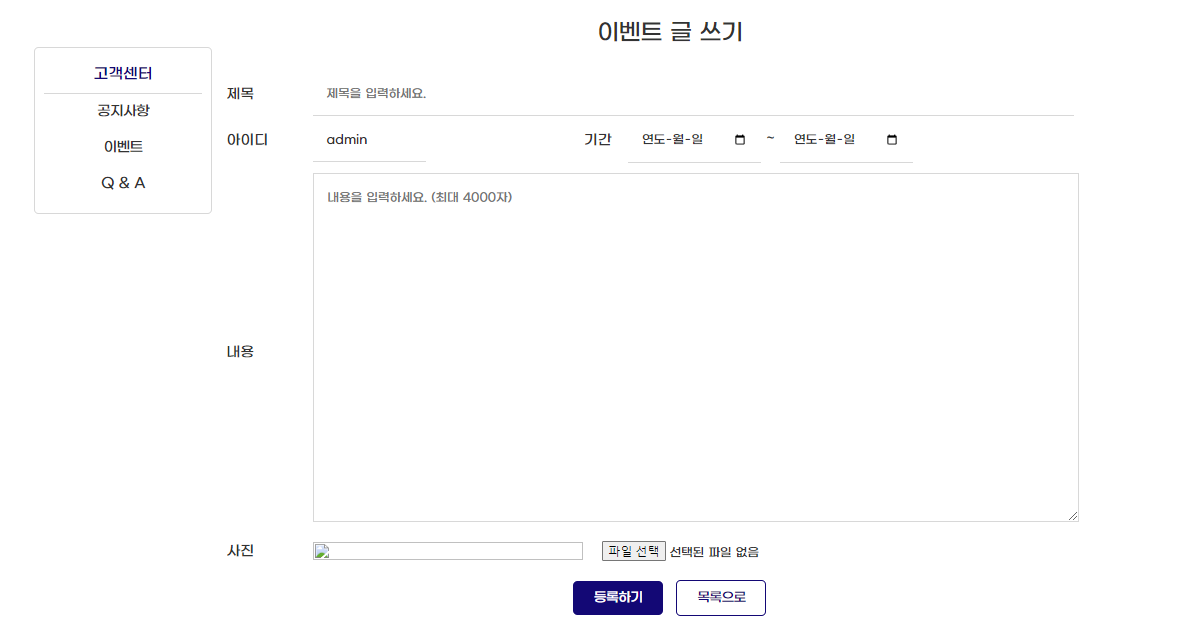 이벤트 글 쓰기
고객센터
공지사항
이벤트
Q & A
제목 제목을 입력하세요.
아이디 admin 기간 연도-월-일 ~ 연도-월-일
내용을 입력하세요. (최대 4000자)
내용
사진 파일 선택 선택된 파일 없음
등록하기 목록으로